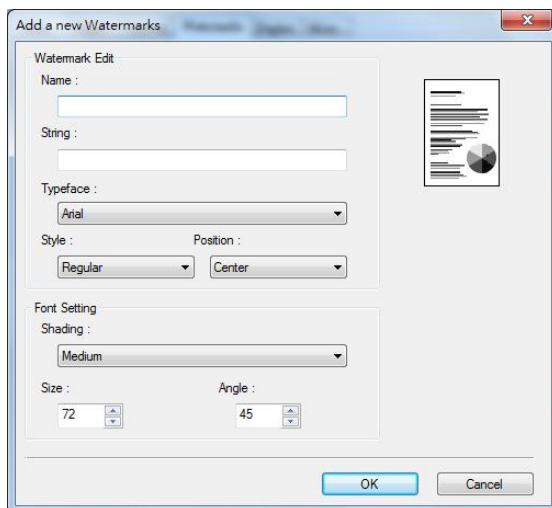 Add a new Watermarks
Watermark Edit
Name :
String :
Typeface :
Arial
Style : Position :
Regular Center
Font Setting
Shading :
Medium
Size : Angle :
72 45
OK Cancel